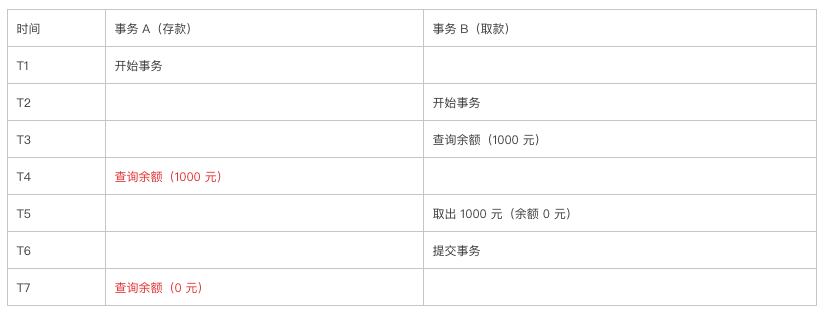 时间 事务 A（存款） 事务 B（取款）
T1 开始事务
T2 开始事务
T3 查询余额（1000 元）
T4 查询余额（1000 元）
T5 取出 1000 元（余额 0 元）
T6 提交事务
T7 查询余额（0 元）